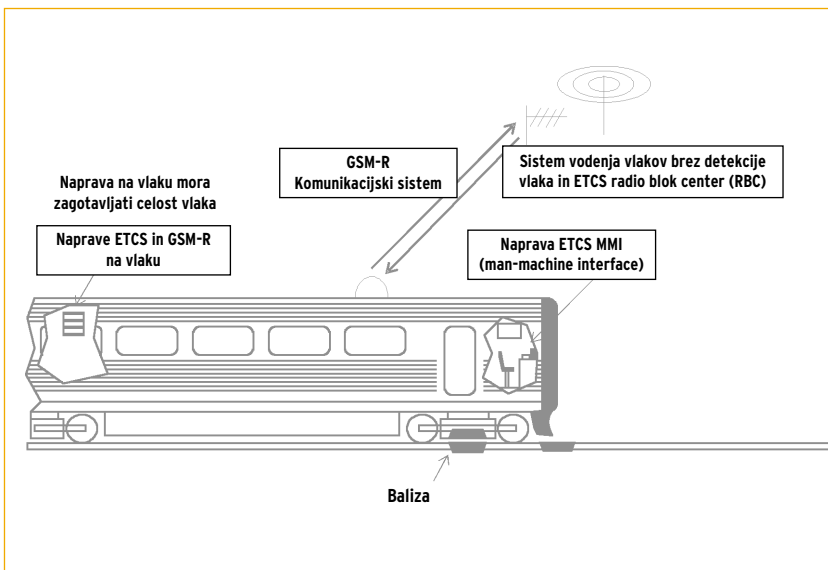 GSM-R
Komunikacijski sistem
Sistem vodenja vlakov brez detekcije
vlaka in ETCS radio blok center (RBC)
Naprava na vlaku mora
zagotavljati celost vlaka
Naprave ETCS in GSM-R
na vlaku
Naprava ETCS MMI
(man-machine interface)
Baliza